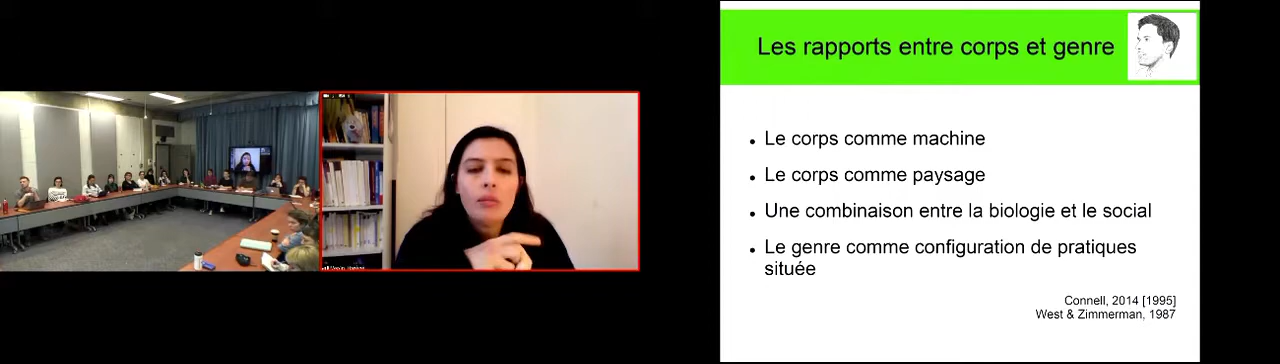 Les rapports entre corps et genre
• Le corps comme machine
• Le corps comme paysage
• Une combinaison entre la biologie et le social
• Le genre comme configuration de pratiques
située
Connell, 2014 [1995]
West & Zimmerman, 1987